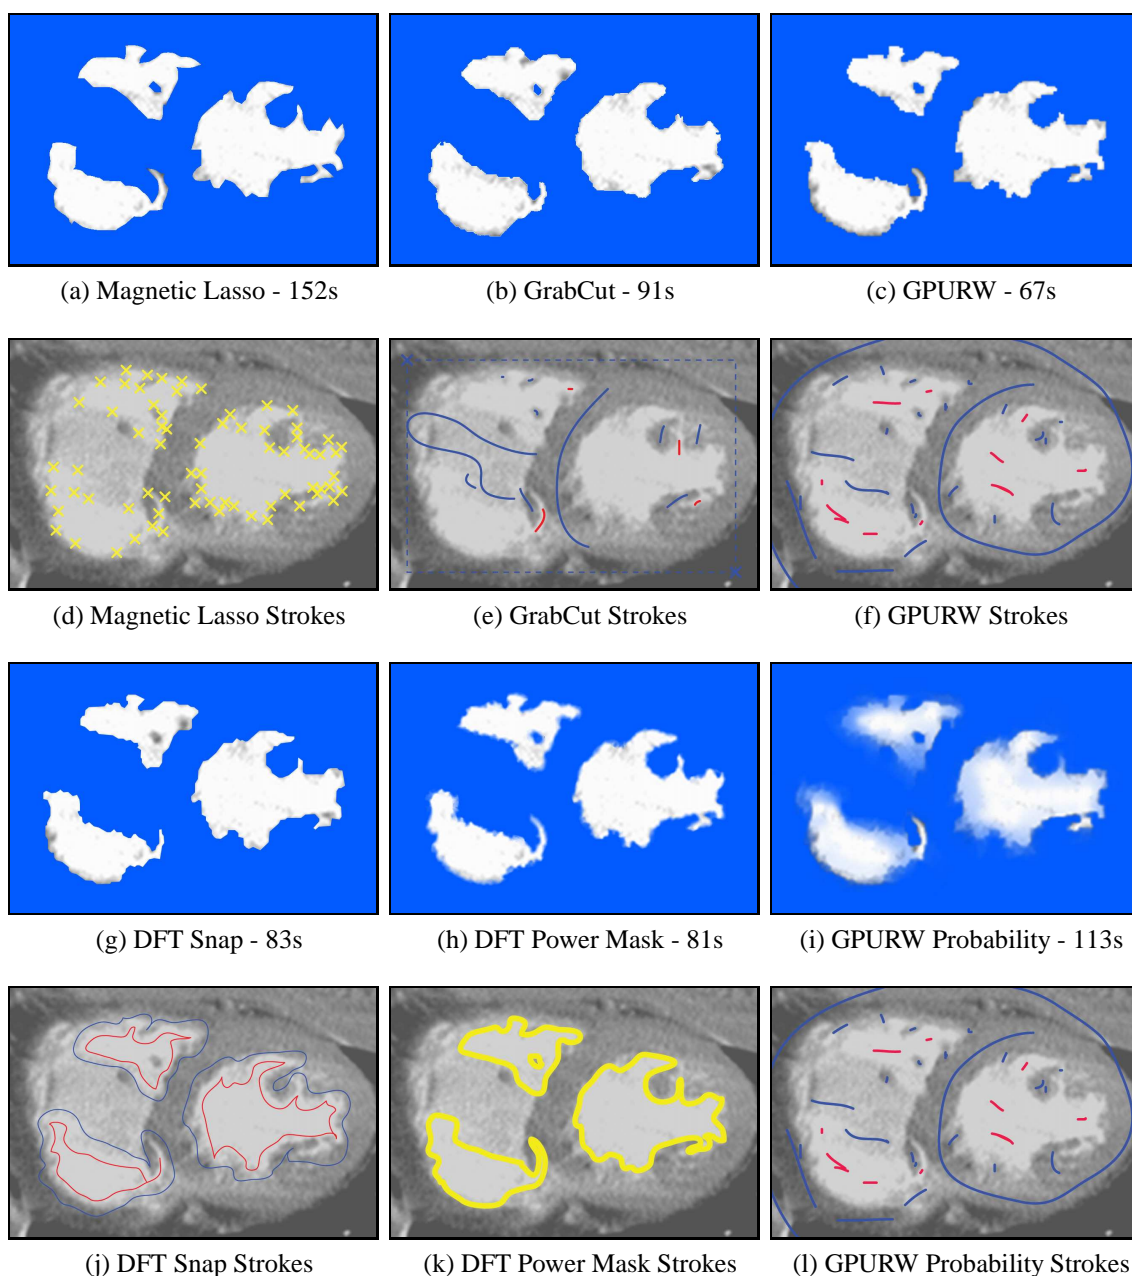 (a) Magnetic Lasso - 152s
(b) GrabCut - 91s
(c) GPURW - 67s
(d) Magnetic Lasso Strokes
(e) GrabCut Strokes
(f) GPURW Strokes
(g) DFT Snap - 83s
(h) DFT Power Mask - 81s
(i) GPURW Probability - 113s
(j) DFT Snap Strokes
(k) DFT Power Mask Strokes
(l) GPURW Probability Strokes